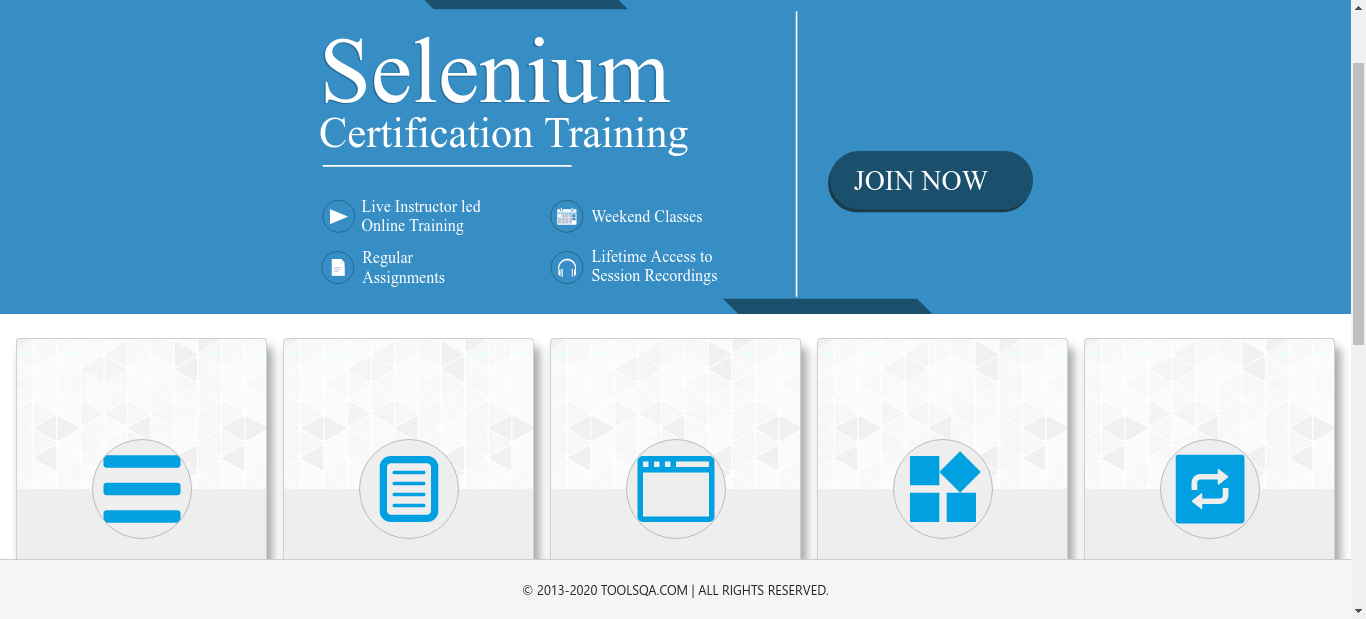 Selenium
Certification Training
Live Instructor led
Online Training
Weekend Classes
Regular
Assignments
Lifetime Access to
Session Recordings
JOIN NOW
© 2013-2020 TOOLSQA.COM | ALL RIGHTS RESERVED.